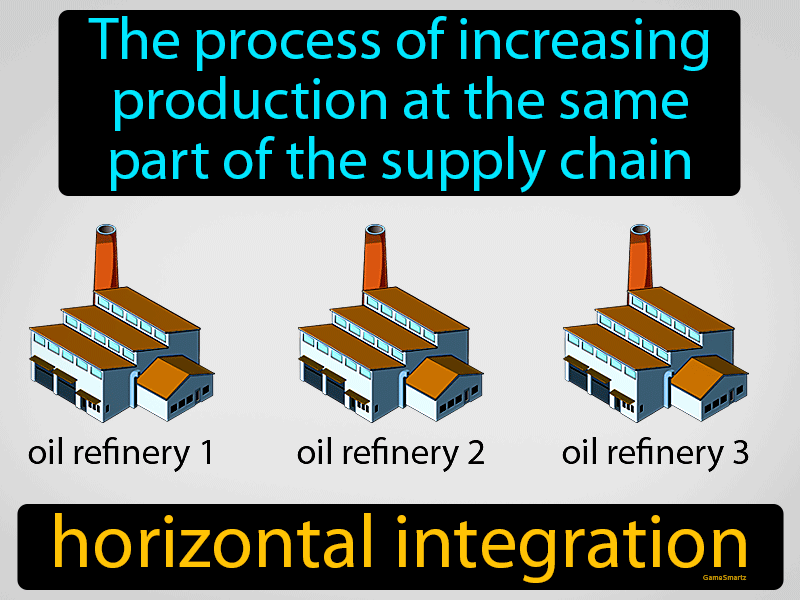 The process of increasing
production at the same
part of the supply chain
oil refinery 1
oil refinery 2
oil refinery 3
horizontal integration
GameSmartz